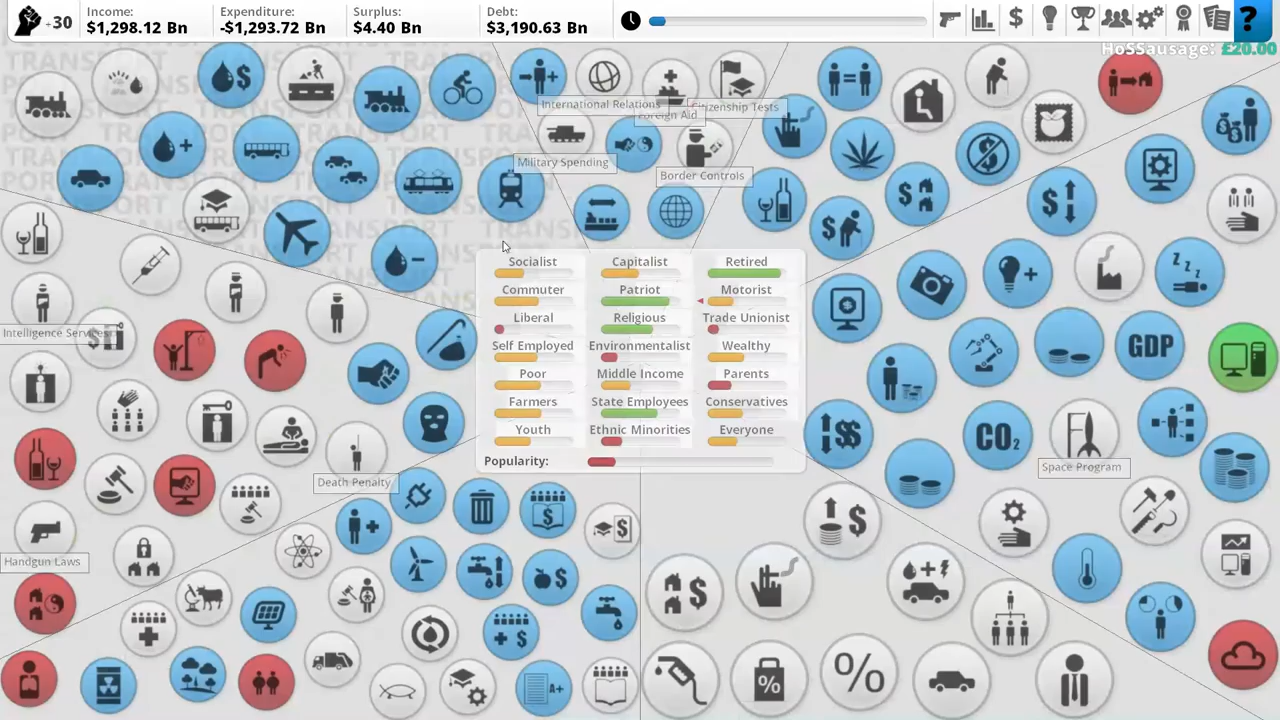 +30
Income:
$1,298.12 Bn
Expenditure:
-$1,293.72 Bn
Surplus:
$4.40 Bn
Debt:
$3,190.63 Bn
?
HoSSausage: £20.00
TRANSPORT
International Relations
Foreign Aid
Citizenship Tests
Military Spending
Border Controls
Socialist
Capitalist
Retired
Commuter
Patriot
Motorist
Liberal
Religious
Trade Unionist
Self Employed
Environmentalist
Wealthy
Poor
Middle Income
Parents
Farmers
State Employees
Conservatives
Youth
Ethnic Minorities
Everyone
Popularity:
Intelligence Services
Death Penalty
Handgun Laws
Space Program
GDP
CO₂
A+